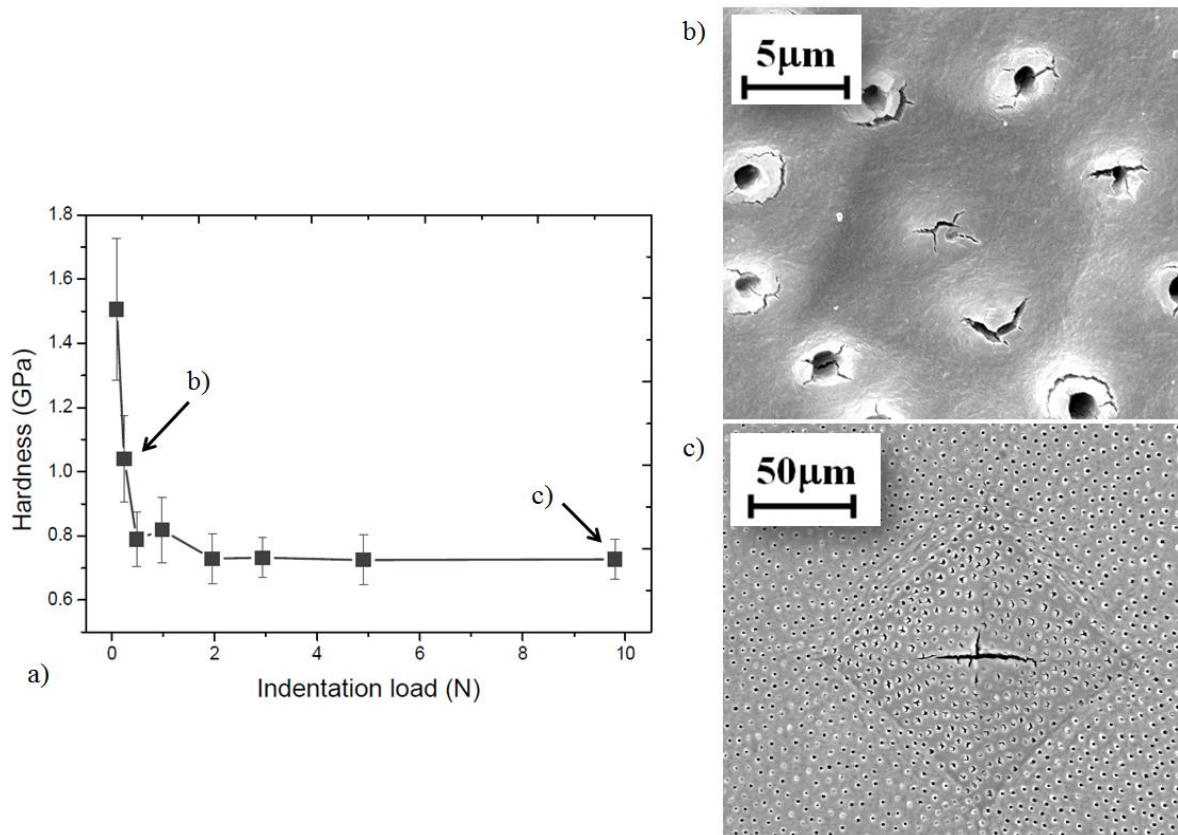 a)
Hardness (GPa)
1.8
1.6
1.4
1.2
1.0
0.8
0.6
0
2
4
6
8
10
Indentation load (N)
b)
c)
b)
5μm
c)
50μm